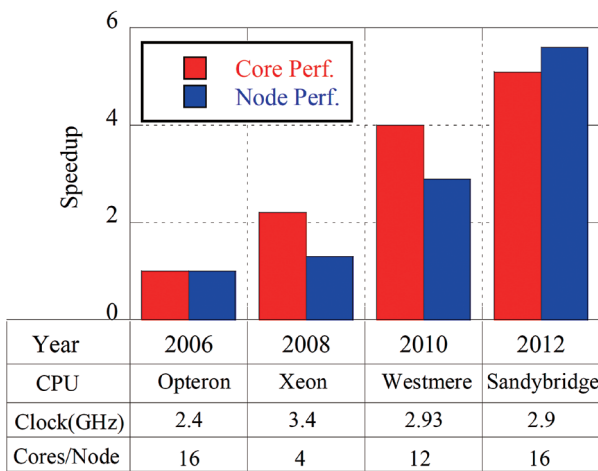 6
Core Perf.
Node Perf.
4
Speedup
2
0
Year 2006 2008 2010 2012
CPU Opteron Xeon Westmere Sandybridge
Clock(GHz) 2.4 3.4 2.93 2.9
Cores/Node 16 4 12 16